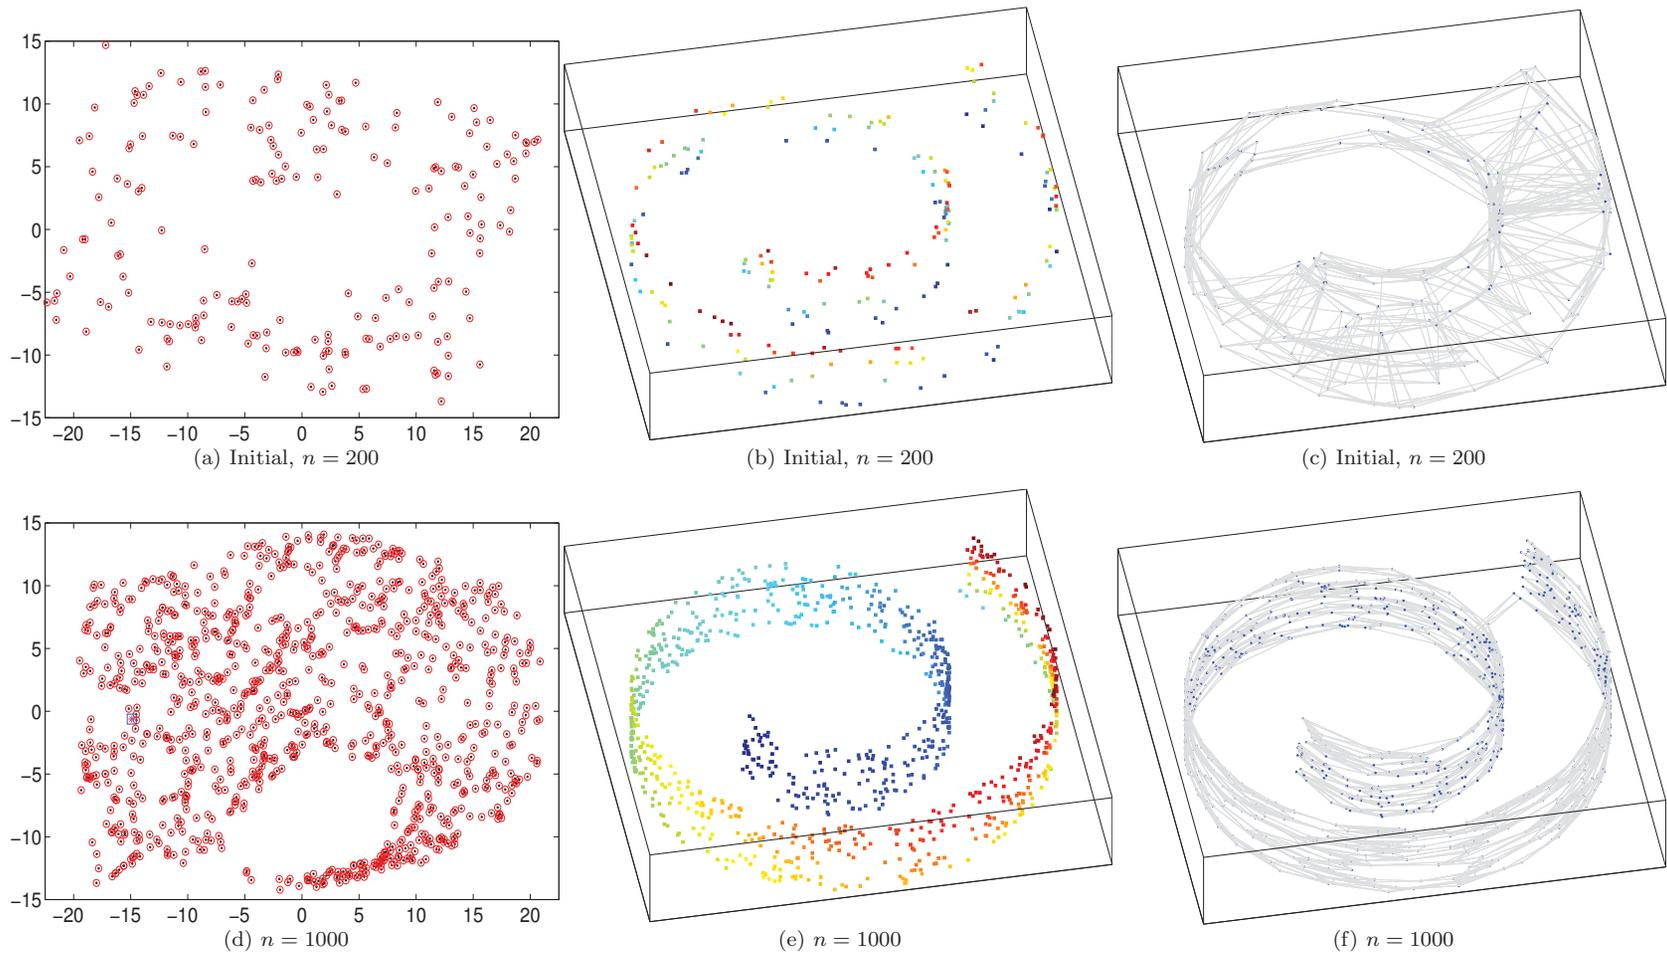 15
10
5
0
−5
−10
−15
−20 −15 −10 −5 0 5 10 15 20
(a) Initial, n = 200
(b) Initial, n = 200
(c) Initial, n = 200
15
10
5
0
−5
−10
−15
−20 −15 −10 −5 0 5 10 15 20
(d) n = 1000
(e) n = 1000
(f) n = 1000